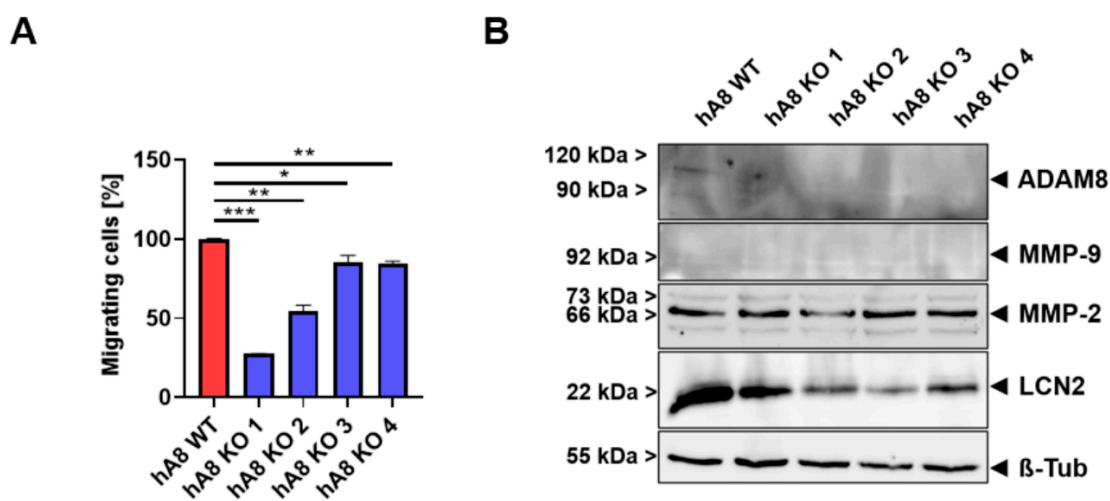 A
Migrating cells [%]
150
100
50
0
**
*
**
***
hA8 WT
hA8 KO 1
hA8 KO 2
hA8 KO 3
hA8 KO 4
B
hA8 WT
hA8 KO 1
hA8 KO 2
hA8 KO 3
hA8 KO 4
120 kDa >
90 kDa >
◄ ADAM8
92 kDa >
◄ MMP-9
73 kDa >
66 kDa >
◄ MMP-2
22 kDa >
◄ LCN2
55 kDa >
◄ ß-Tub